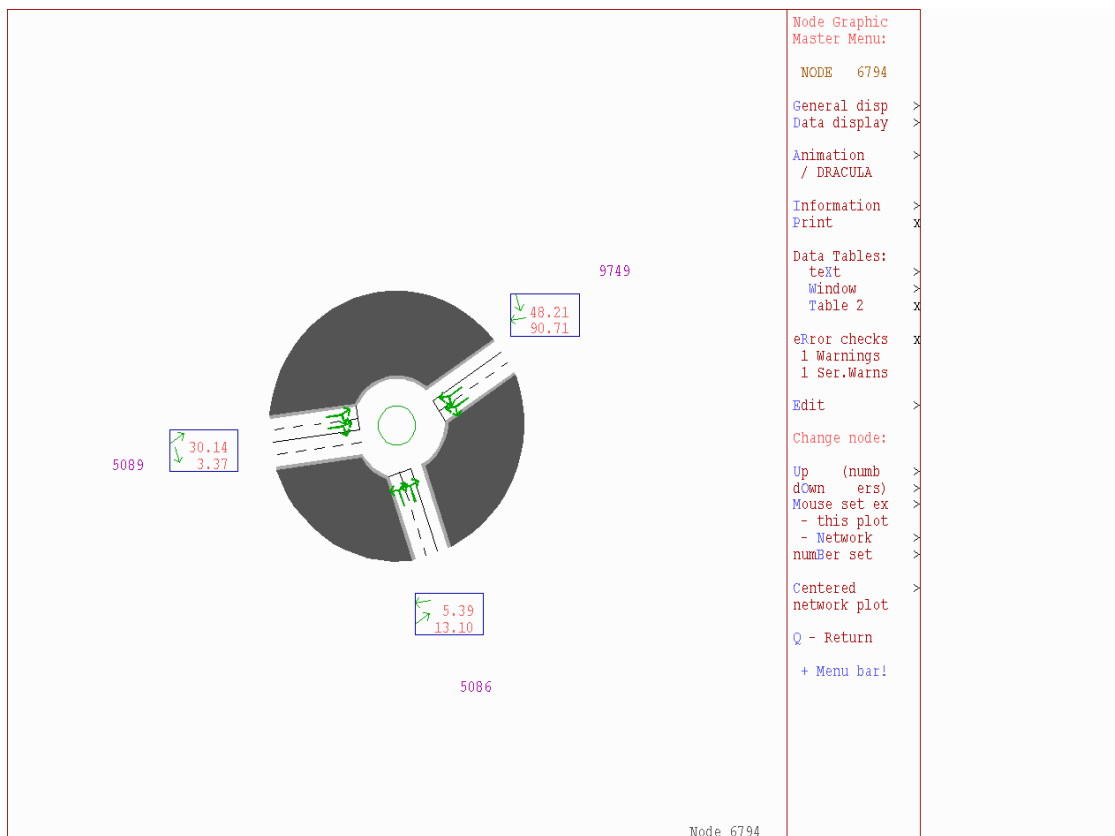 Node Graphic
Master Menu:
NODE 6794
General disp >
Data display >
Animation >
/ DRACULA
Information >
Print x
Data Tables:
teXt >
Window >
Table 2 x
eRror checks x
1 Warnings
1 Ser.Warns
Edit >
Change node:
Up (numb >
dOwn ers) >
Mouse set ex >
- this plot
- Network >
numBer set >
Centered >
network plot
Q - Return
+ Menu bar!
9749
48.21
90.71
5089
30.14
3.37
5.39
13.10
5086
Node 6794